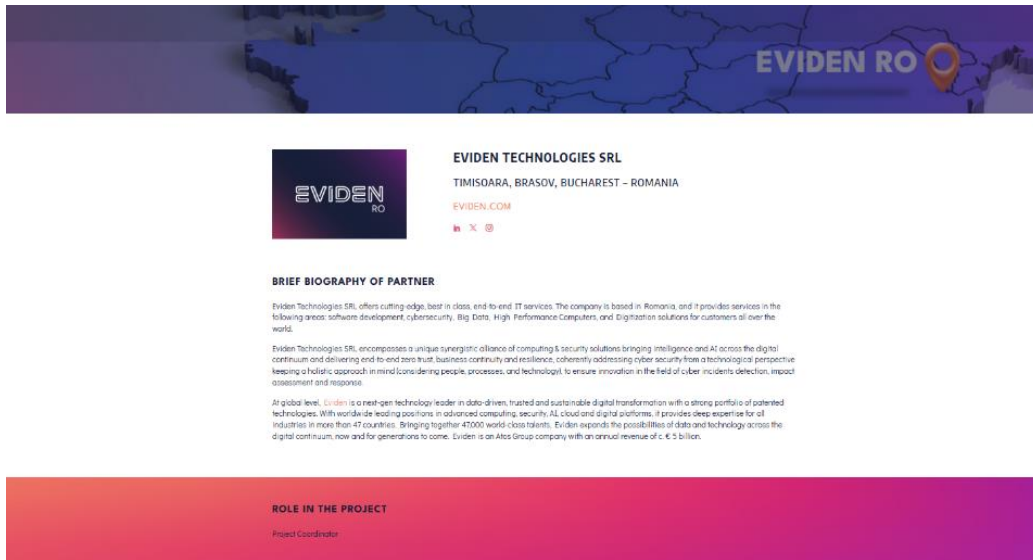 EVIDEN RO
EVIDEN
RO
EVIDEN TECHNOLOGIES SRL
TIMISOARA, BRASOV, BUCHAREST – ROMANIA
EVIDEN.COM
in X
BRIEF BIOGRAPHY OF PARTNER
Eviden Technologies SRL offers cutting-edge, best in class, end-to-end IT services. The company is based in Romania, and it provides services in the
following areas: software development, cybersecurity, Big Data, High Performance Computers, and Digitization solutions for customers all over the
world.
Eviden Technologies SRL encompasses a unique synergistic alliance of computing & security solutions bringing intelligence and AI across the digital
continuum and delivering end-to-end zero trust, business continuity and resilience, coherently addressing cyber security from a technological perspective
keeping a holistic approach in mind (considering people, processes, and technology), to ensure innovation in the field of cyber incidents detection, impact
assessment and response.
At global level, Eviden is a next-gen technology leader in data-driven, trusted and sustainable digital transformation with a strong portfolio of patented
technologies. With worldwide leading positions in advanced computing, security, AI, cloud and digital platforms, it provides deep expertise for all
industries in more than 47 countries. Bringing together 47,000 world-class talents, Eviden expands the possibilities of data and technology across the
digital continuum, now and for generations to come. Eviden is an Atos Group company with an annual revenue of c. € 5 billion.
ROLE IN THE PROJECT
Project Coordinator